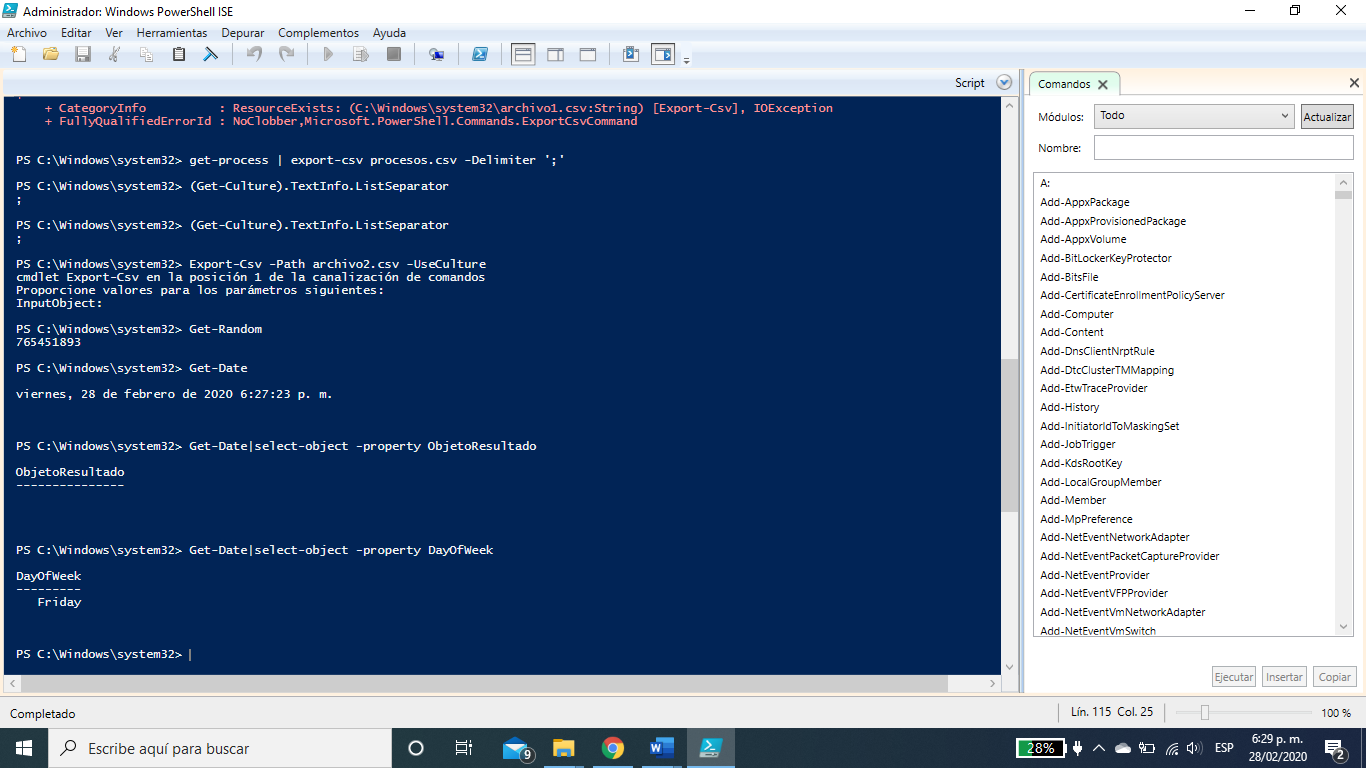 Administrador: Windows PowerShell ISE
Archivo Editar Ver Herramientas Depurar Complementos Ayuda
Script
+ CategoryInfo : ResourceExists: (C:\Windows\system32\archivo1.csv:String) [Export-Csv], IOException
+ FullyQualifiedErrorId : NoClobber,Microsoft.PowerShell.Commands.ExportCsvCommand
PS C:\Windows\system32> get-process | export-csv procesos.csv -Delimiter ';'
PS C:\Windows\system32> (Get-Culture).TextInfo.ListSeparator
;
PS C:\Windows\system32> (Get-Culture).TextInfo.ListSeparator
;
PS C:\Windows\system32> Export-Csv -Path archivo2.csv -UseCulture
cmdlet Export-Csv en la posición 1 de la canalización de comandos
Proporcione valores para los parámetros siguientes:
InputObject:
PS C:\Windows\system32> Get-Random
765451893
PS C:\Windows\system32> Get-Date
viernes, 28 de febrero de 2020 6:27:23 p. m.
PS C:\Windows\system32> Get-Date|select-object -property ObjetoResultado
ObjetoResultado
---------------
PS C:\Windows\system32> Get-Date|select-object -property DayOfWeek
DayOfWeek
---------
Friday
PS C:\Windows\system32>
Comandos
Módulos: Todo Actualizar
Nombre:
A:
Add-AppxPackage
Add-AppxProvisionedPackage
Add-AppxVolume
Add-BitLockerKeyProtector
Add-BitsFile
Add-CertificateEnrollmentPolicyServer
Add-Computer
Add-Content
Add-DnsClientNrptRule
Add-DtcClusterTMMapping
Add-EtwTraceProvider
Add-History
Add-InitiatorIdToMaskingSet
Add-JobTrigger
Add-KdsRootKey
Add-LocalGroupMember
Add-Member
Add-MpPreference
Add-NetEventNetworkAdapter
Add-NetEventPacketCaptureProvider
Add-NetEventProvider
Add-NetEventVFPProvider
Add-NetEventVmNetworkAdapter
Add-NetEventVmSwitch
Ejecutar Insertar Copiar
Completado
Lín. 115 Col. 25
100 %
Escribe aquí para buscar
9
28%
ESP
6:29 p. m.
28/02/2020
2